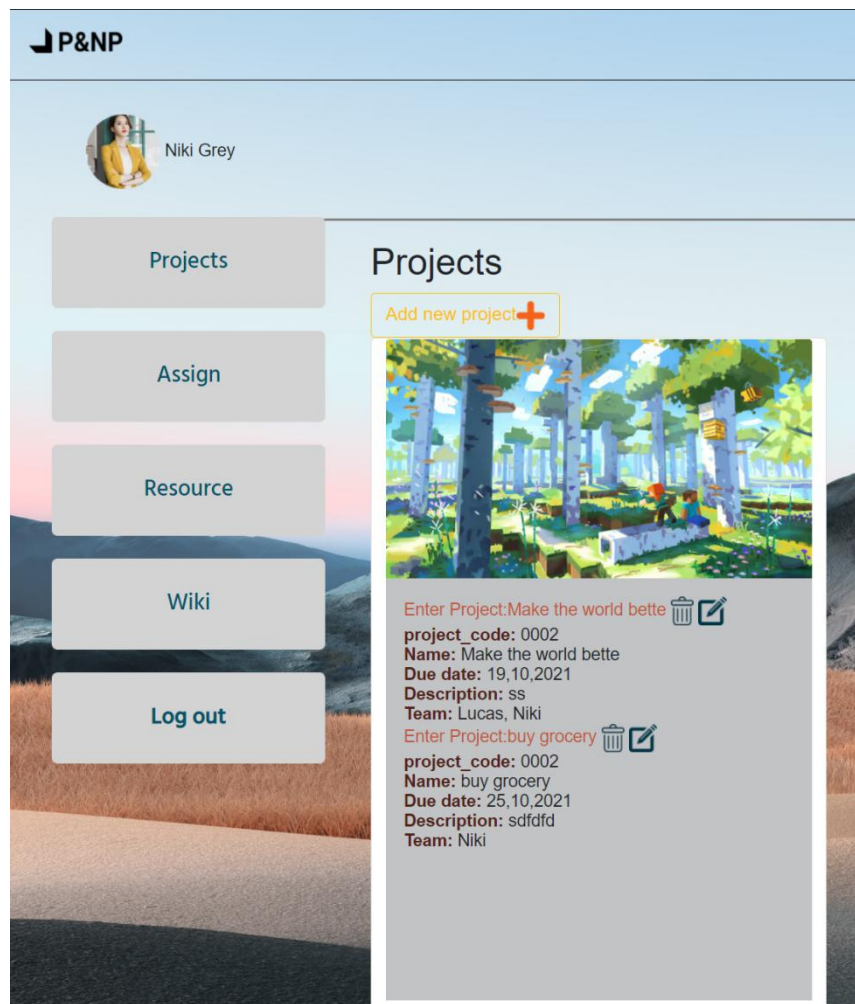 P&NP
Niki Grey
Projects
Assign
Resource
Wiki
Log out
Projects
Add new project
Enter Project:Make the world bette
project_code: 0002
Name: Make the world bette
Due date: 19,10,2021
Description: ss
Team: Lucas, Niki
Enter Project:buy grocery
project_code: 0002
Name: buy grocery
Due date: 25,10,2021
Description: sdfdfd
Team: Niki